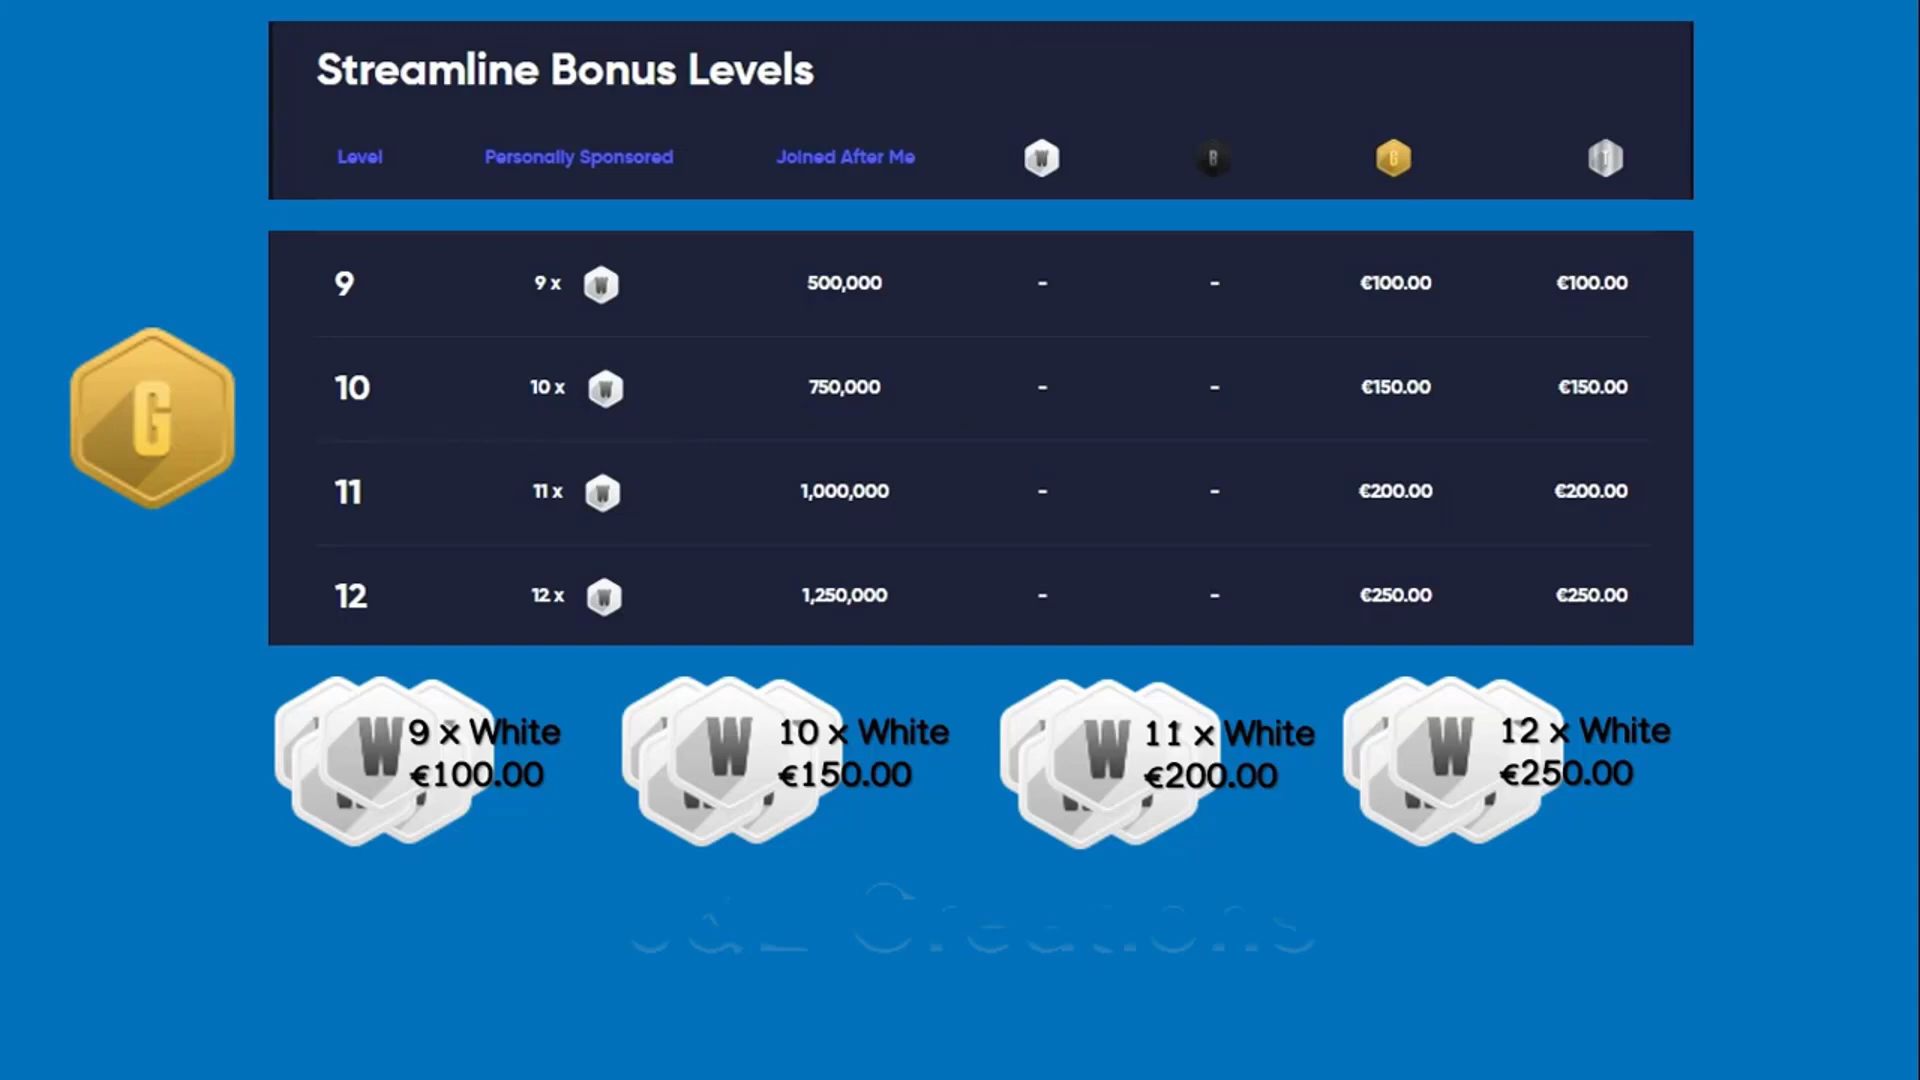 Streamline Bonus Levels
Level Personally Sponsored Joined After Me W B G T
9 9 x W 500,000 - - €100.00 €100.00
G
10 10 x W 750,000 - - €150.00 €150.00
11 11 x W 1,000,000 - - €200.00 €200.00
12 12 x W 1,250,000 - - €250.00 €250.00
W 9 x White
€100.00
W 10 x White
€150.00
W 11 x White
€200.00
W 12 x White
€250.00
J&L Creations